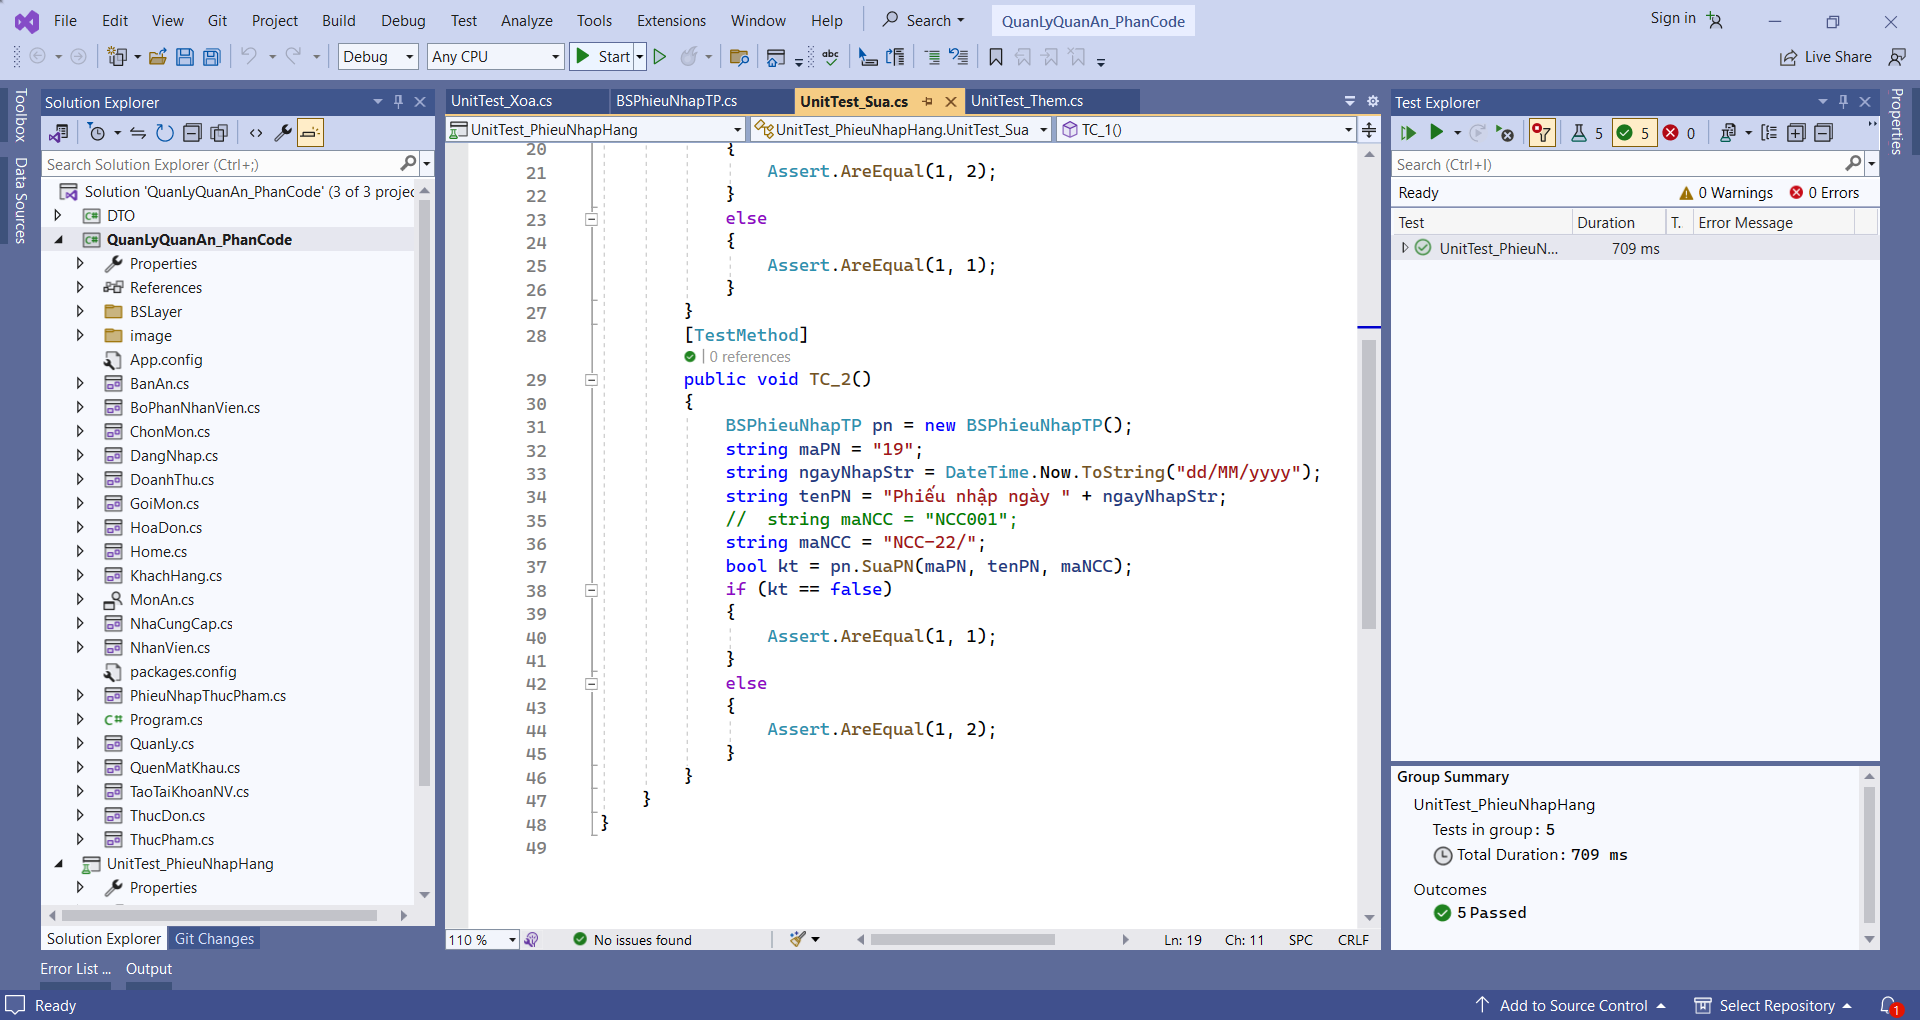 File Edit View Git Project Build Debug Test Analyze Tools Extensions Window Help Search QuanLyQuanAn_PhanCode Sign in
Debug Any CPU Start Live Share
Toolbox
Data Sources
Solution Explorer
Search Solution Explorer (Ctrl+;)
Solution 'QuanLyQuanAn_PhanCode' (3 of 3 projec
DTO
QuanLyQuanAn_PhanCode
Properties
References
BSLayer
image
App.config
BanAn.cs
BoPhanNhanVien.cs
ChonMon.cs
DangNhap.cs
DoanhThu.cs
GoiMon.cs
HoaDon.cs
Home.cs
KhachHang.cs
MonAn.cs
NhaCungCap.cs
NhanVien.cs
packages.config
PhieuNhapThucPham.cs
Program.cs
QuanLy.cs
QuenMatKhau.cs
TaoTaiKhoanNV.cs
ThucDon.cs
ThucPham.cs
UnitTest_PhieuNhapHang
Properties
Solution Explorer Git Changes
UnitTest_Xoa.cs BSPhieuNhapTP.cs UnitTest_Sua.cs UnitTest_Them.cs
UnitTest_PhieuNhapHang UnitTest_PhieuNhapHang.UnitTest_Sua TC_1()
20 {
21 Assert.AreEqual(1, 2);
22 }
23 else
24 {
25 Assert.AreEqual(1, 1);
26 }
27 }
28 [TestMethod]
| 0 references
29 public void TC_2()
30 {
31 BSPhieuNhapTP pn = new BSPhieuNhapTP();
32 string maPN = "19";
33 string ngayNhapStr = DateTime.Now.ToString("dd/MM/yyyy");
34 string tenPN = "Phiếu nhập ngày " + ngayNhapStr;
35 //  string maNCC = "NCC001";
36 string maNCC = "NCC-22/";
37 bool kt = pn.SuaPN(maPN, tenPN, maNCC);
38 if (kt == false)
39 {
40 Assert.AreEqual(1, 1);
41 }
42 else
43 {
44 Assert.AreEqual(1, 2);
45 }
46 }
47 }
48 }
49
110 % No issues found Ln: 19 Ch: 11 SPC CRLF
Test Explorer
5 5 0
Search (Ctrl+I)
Ready 0 Warnings 0 Errors
Test Duration T. Error Message
UnitTest_PhieuN... 709 ms
Group Summary
UnitTest_PhieuNhapHang
Tests in group: 5
Total Duration: 709 ms
Outcomes
5 Passed
Properties
Error List ... Output
Ready Add to Source Control Select Repository 1